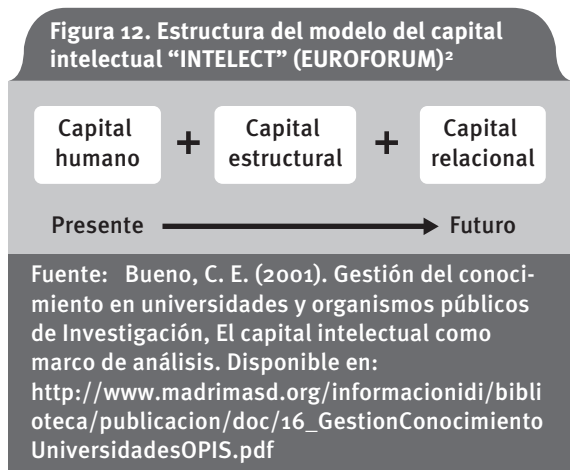 Figura 12. Estructura del modelo del capital
intelectual “INTELECT” (EUROFORUM)²
Capital
humano
+
Capital
estructural
+
Capital
relacional
Presente
Futuro
Fuente: Bueno, C. E. (2001). Gestión del conoci-
miento en universidades y organismos públicos
de Investigación, El capital intelectual como
marco de análisis. Disponible en:
http://www.madrimasd.org/informacionidi/bibli
oteca/publicacion/doc/16_GestionConocimiento
UniversidadesOPIS.pdf